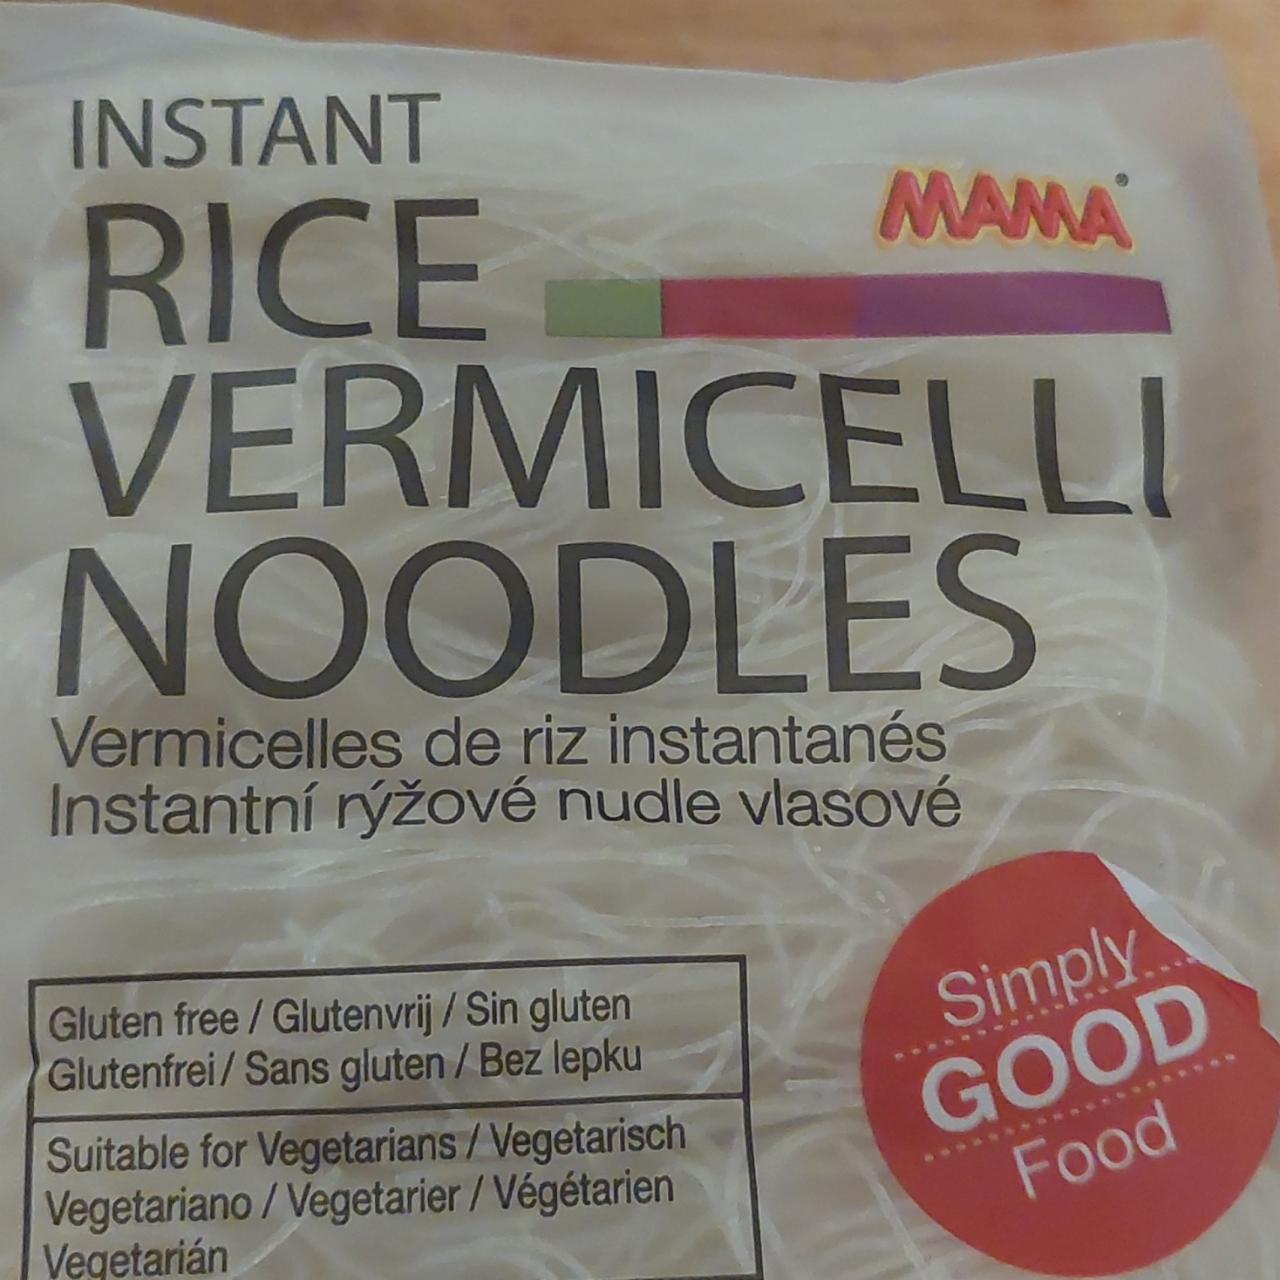 INSTANT
MAMA®
RICE
VERMICELLI
NOODLES
Vermicelles de riz instantanés
Instantní rýžové nudle vlasové
Gluten free / Glutenvrij / Sin gluten
Glutenfrei / Sans gluten / Bez lepku
Suitable for Vegetarians / Vegetarisch
Vegetariano / Vegetarier / Végétarien
Vegetarián
Simply
GOOD
Food